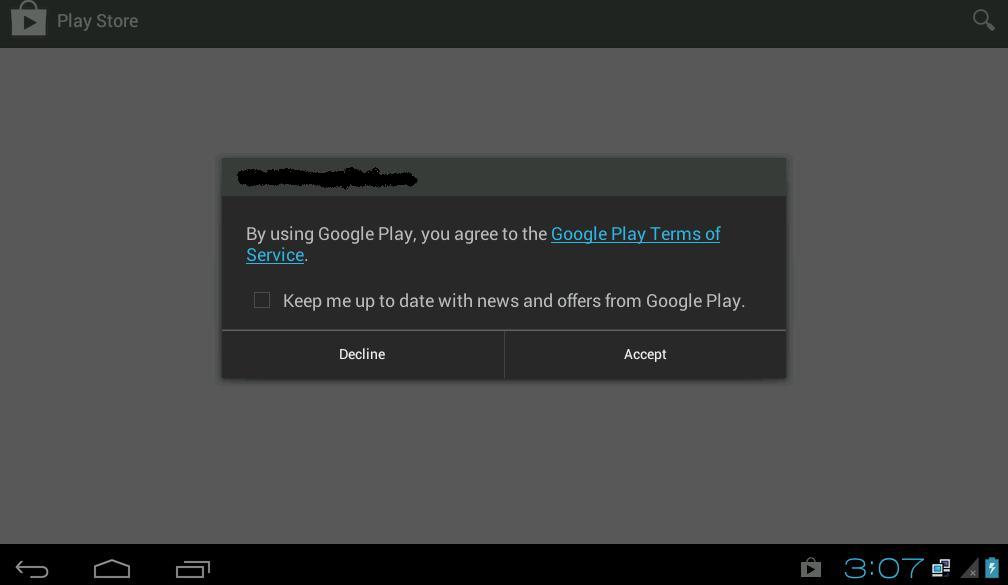 Play Store
By using Google Play, you agree to the Google Play Terms of
Service.
Keep me up to date with news and offers from Google Play.
Decline
Accept
3:07